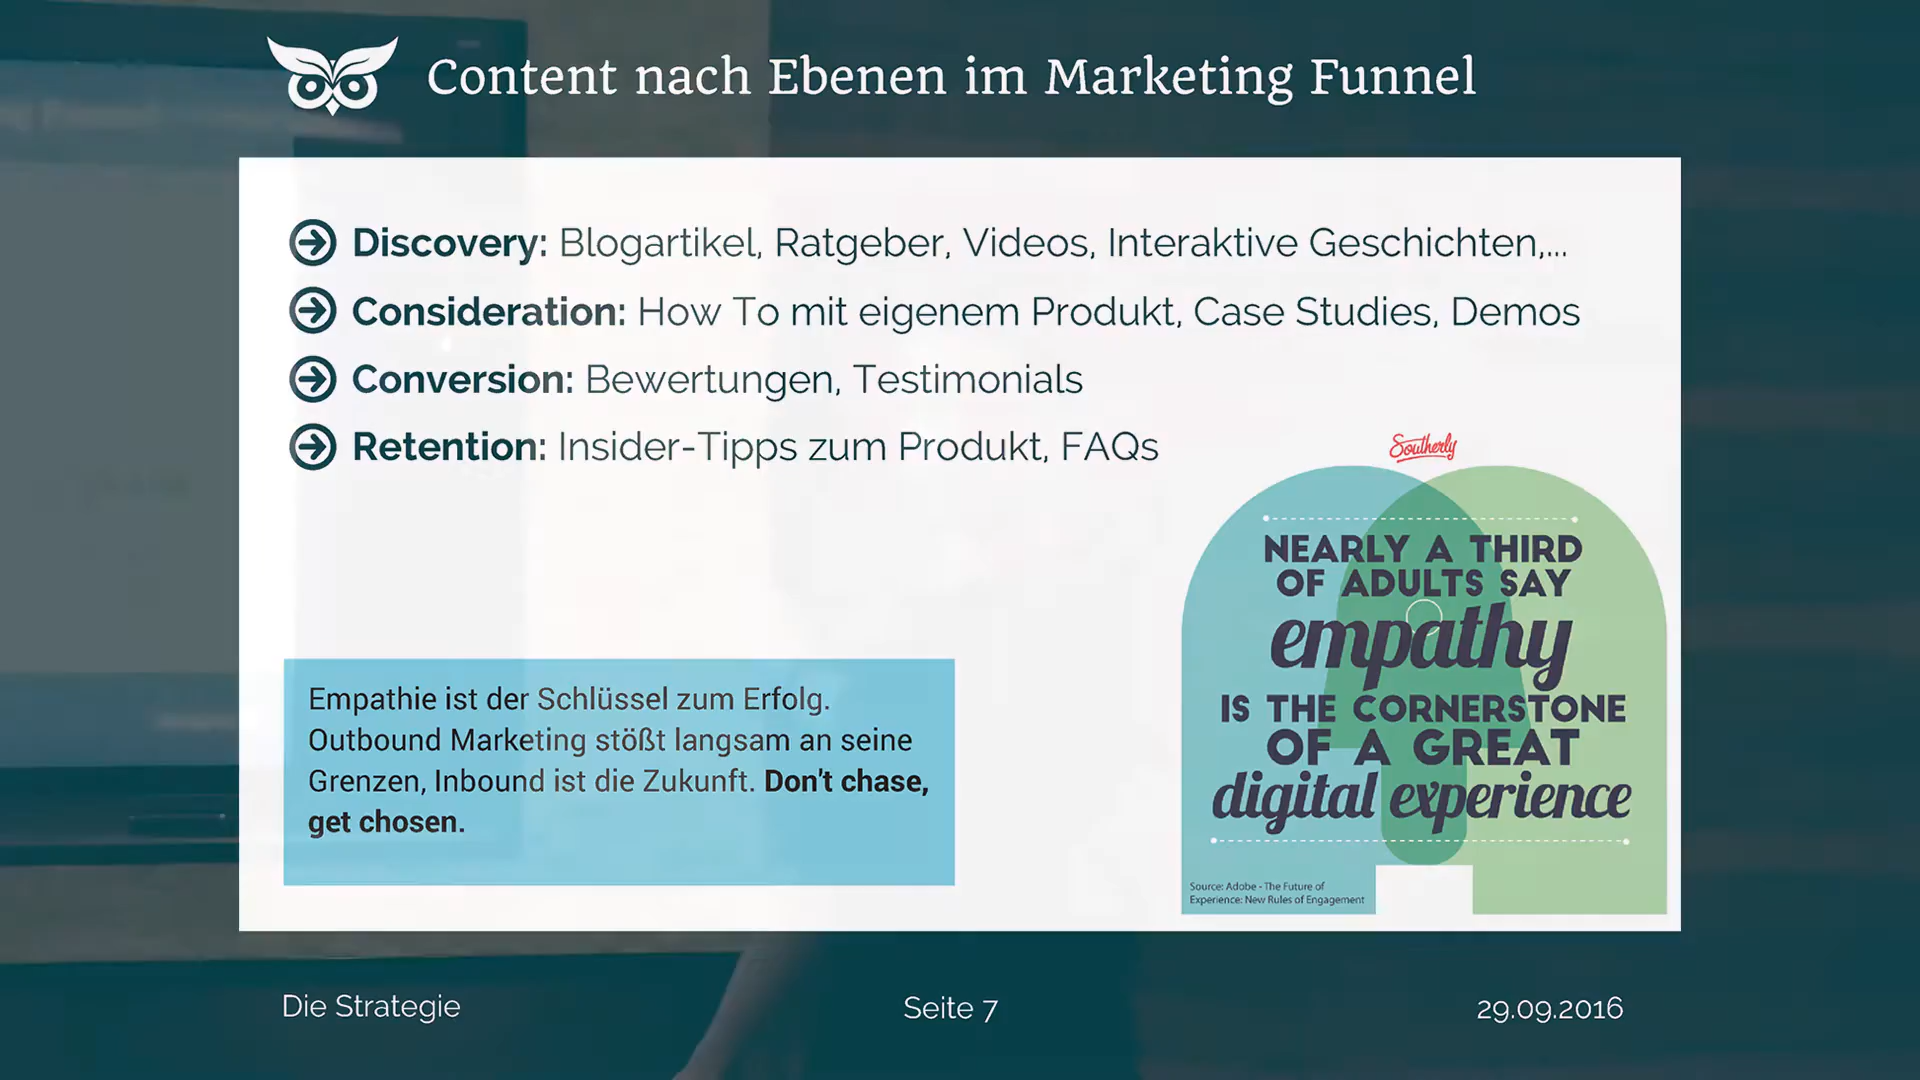 Content nach Ebenen im Marketing Funnel
Discovery: Blogartikel, Ratgeber, Videos, Interaktive Geschichten,...
Consideration: How To mit eigenem Produkt, Case Studies, Demos
Conversion: Bewertungen, Testimonials
Retention: Insider-Tipps zum Produkt, FAQs
Southerly
NEARLY A THIRD
OF ADULTS SAY
empathy
IS THE CORNERSTONE
OF A GREAT
digital experience
Source: Adobe - The Future of
Experience: New Rules of Engagement
Empathie ist der Schlüssel zum Erfolg.
Outbound Marketing stößt langsam an seine
Grenzen, Inbound ist die Zukunft. Don't chase,
get chosen.
Die Strategie
Seite 7
29.09.2016